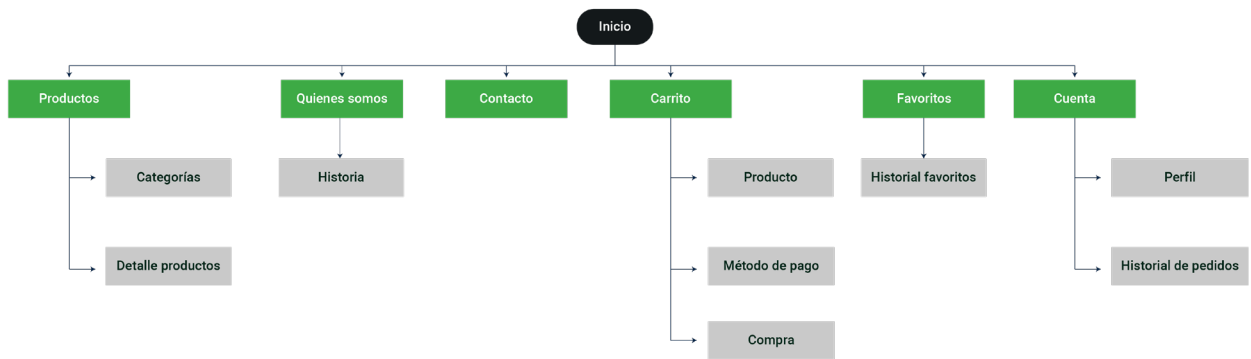 Inicio
Productos
Quienes somos
Contacto
Carrito
Favoritos
Cuenta
Categorías
Historia
Producto
Historial favoritos
Perfil
Detalle productos
Método de pago
Historial de pedidos
Compra